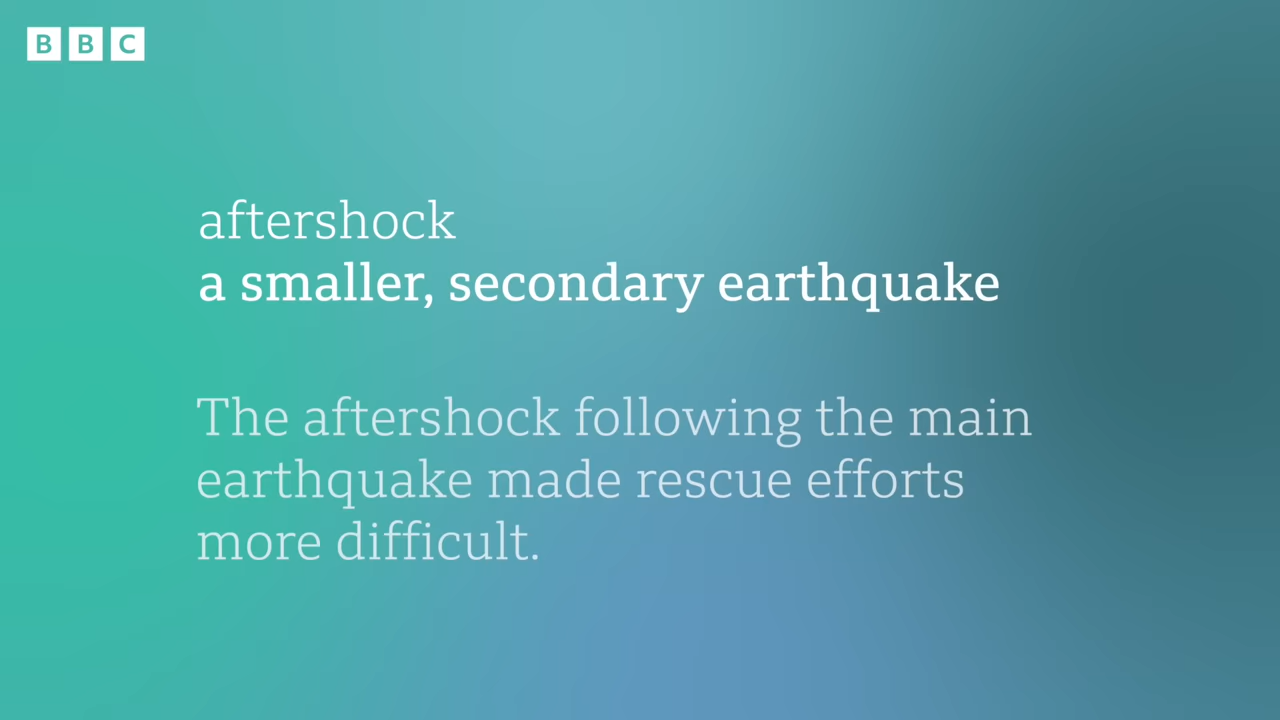 BBC
aftershock
a smaller, secondary earthquake
The aftershock following the main
earthquake made rescue efforts
more difficult.